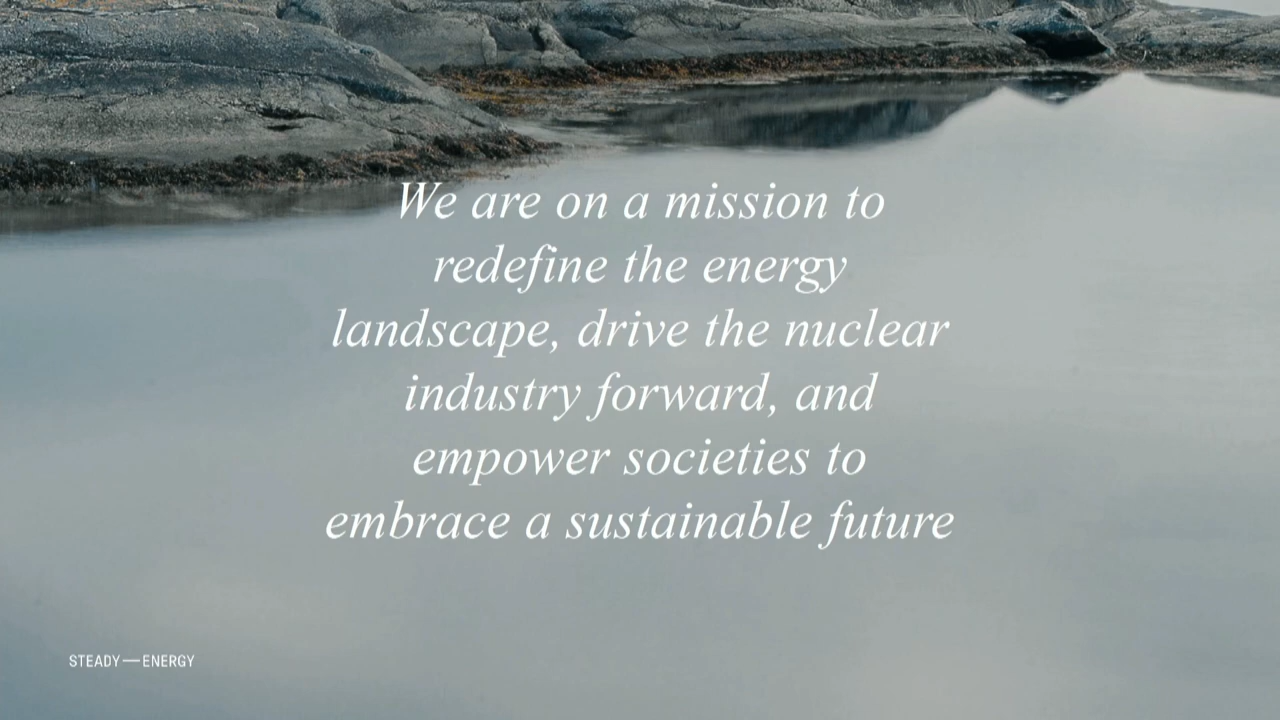 We are on a mission to
redefine the energy
landscape, drive the nuclear
industry forward, and
empower societies to
embrace a sustainable future
STEADY—ENERGY